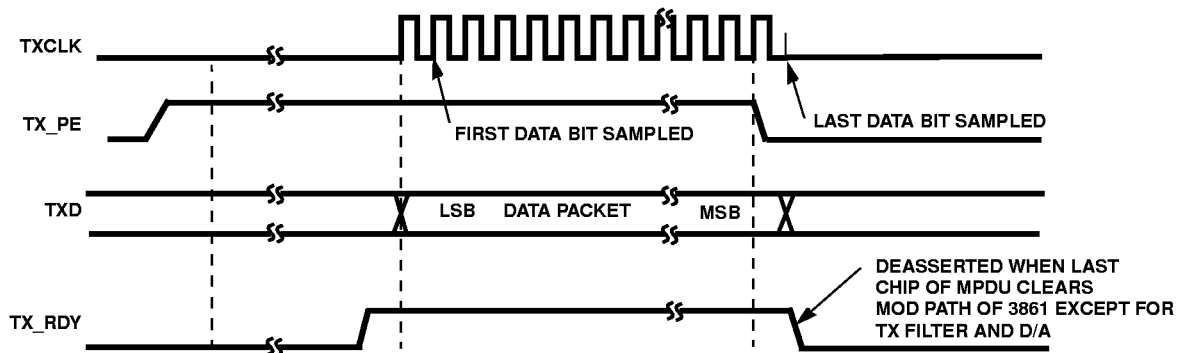 TXCLK
FIRST DATA BIT SAMPLED
LAST DATA BIT SAMPLED
TX_PE
TXD
LSB DATA PACKET MSB
DEASSERTED WHEN LAST
CHIP OF MPDU CLEARS
MOD PATH OF 3861 EXCEPT FOR
TX FILTER AND D/A
TX_RDY